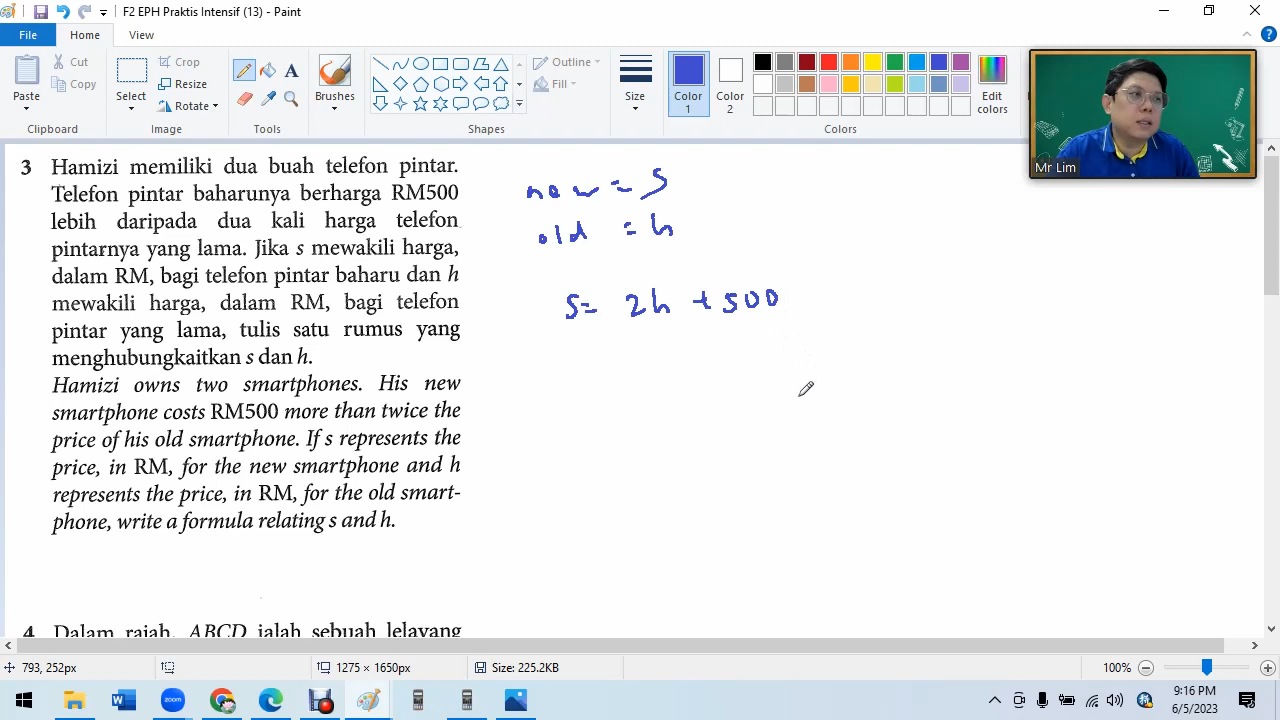 F2 EPH Praktis Intensif (13) - Paint
File Home View
Paste Cut Copy Select Crop Resize Rotate Brushes Outline Fill Size Color 1 Color 2 Edit colors
Clipboard Image Tools Shapes Colors
Mr Lim
3 Hamizi memiliki dua buah telefon pintar.
Telefon pintar baharunya berharga RM500
lebih daripada dua kali harga telefon
pintarnya yang lama. Jika s mewakili harga,
dalam RM, bagi telefon pintar baharu dan h
mewakili harga, dalam RM, bagi telefon
pintar yang lama, tulis satu rumus yang
menghubungkaitkan s dan h.
Hamizi owns two smartphones. His new
smartphone costs RM500 more than twice the
price of his old smartphone. If s represents the
price, in RM, for the new smartphone and h
represents the price, in RM, for the old smart-
phone, write a formula relating s and h.
new = s
old = h
s = 2h + 500
4 Dalam rajah, ABCD ialah sebuah lelayang
793, 252px 1275 × 1650px Size: 225.2KB 100%
zoom
9:16 PM
6/5/2023